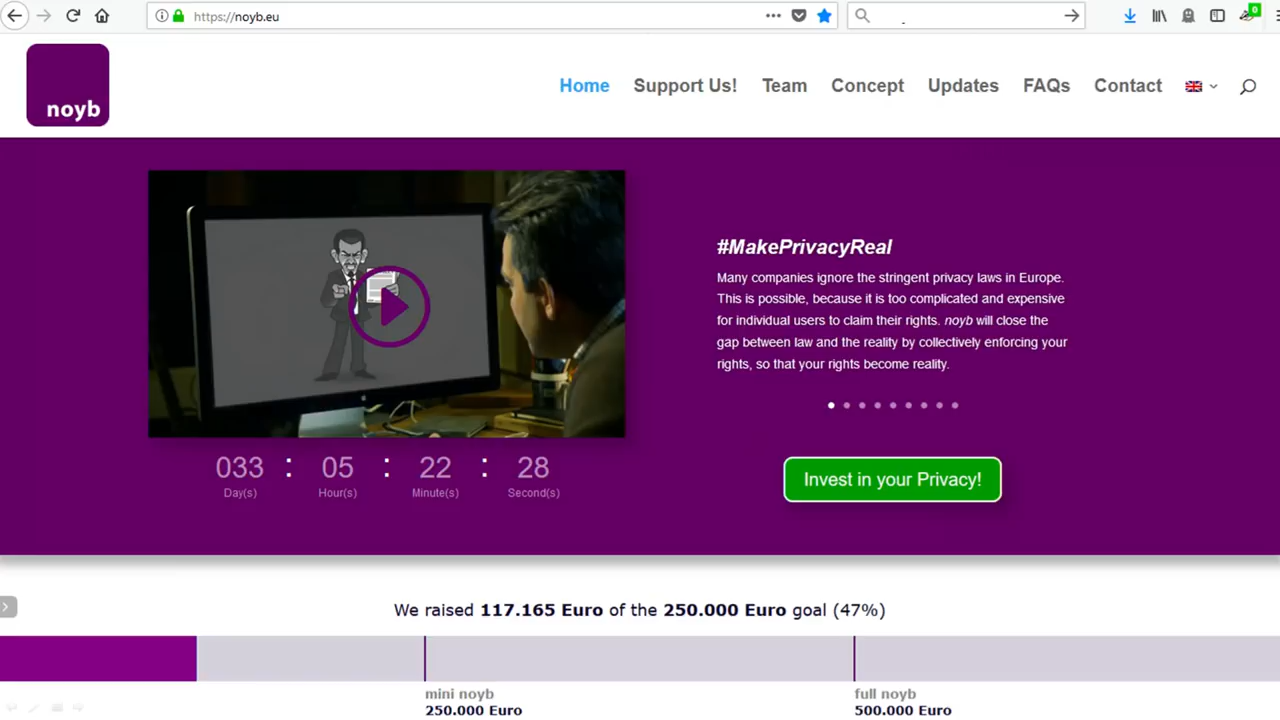 https://noyb.eu
0
noyb
Home
Support Us!
Team
Concept
Updates
FAQs
Contact
#MakePrivacyReal
Many companies ignore the stringent privacy laws in Europe.
This is possible, because it is too complicated and expensive
for individual users to claim their rights. noyb will close the
gap between law and the reality by collectively enforcing your
rights, so that your rights become reality.
033 : 05 : 22 : 28
Day(s) Hour(s) Minute(s) Second(s)
Invest in your Privacy!
We raised 117.165 Euro of the 250.000 Euro goal (47%)
mini noyb
250.000 Euro
full noyb
500.000 Euro